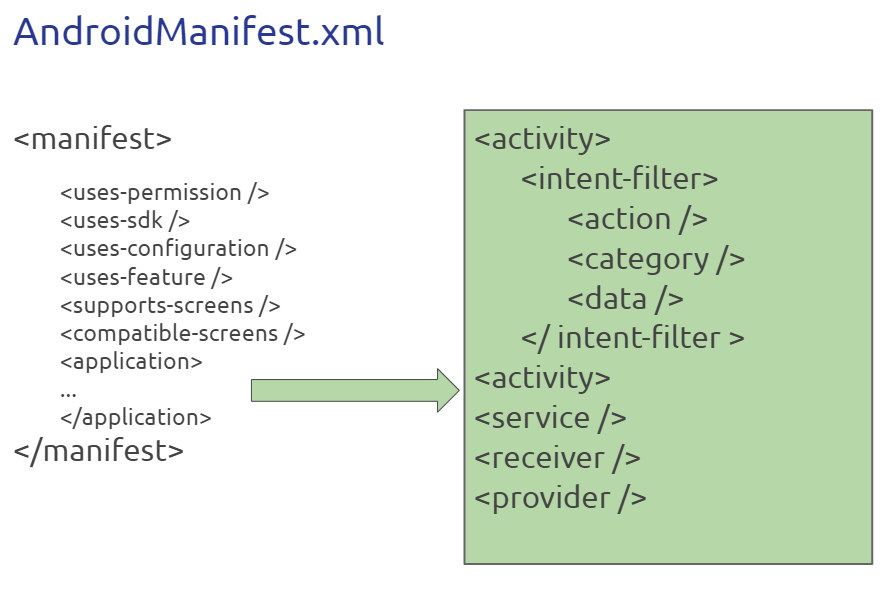 AndroidManifest.xml
<manifest>
<uses-permission />
<uses-sdk />
<uses-configuration />
<uses-feature />
<supports-screens />
<compatible-screens />
<application>
...
</application>
</manifest>
<activity>
<intent-filter>
<action />
<category />
<data />
</ intent-filter >
<activity>
<service />
<receiver />
<provider />